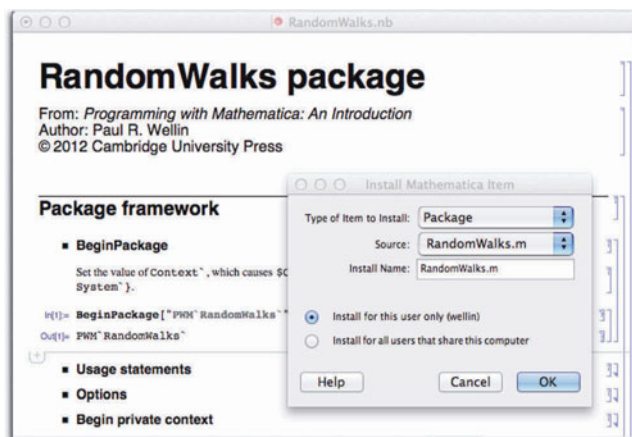 RandomWalks.nb
RandomWalks package
From: Programming with Mathematica: An Introduction
Author: Paul R. Wellin
© 2012 Cambridge University Press
Package framework
■ BeginPackage
Set the value of Context`, which causes $C
System`}.
In[1]:= BeginPackage["PWM`RandomWalks`"
Out[1]= PWM`RandomWalks`
■ Usage statements
■ Options
■ Begin private context
Install Mathematica Item
Type of Item to Install: Package
Source: RandomWalks.m
Install Name: RandomWalks.m
Install for this user only (wellin)
Install for all users that share this computer
Help Cancel OK